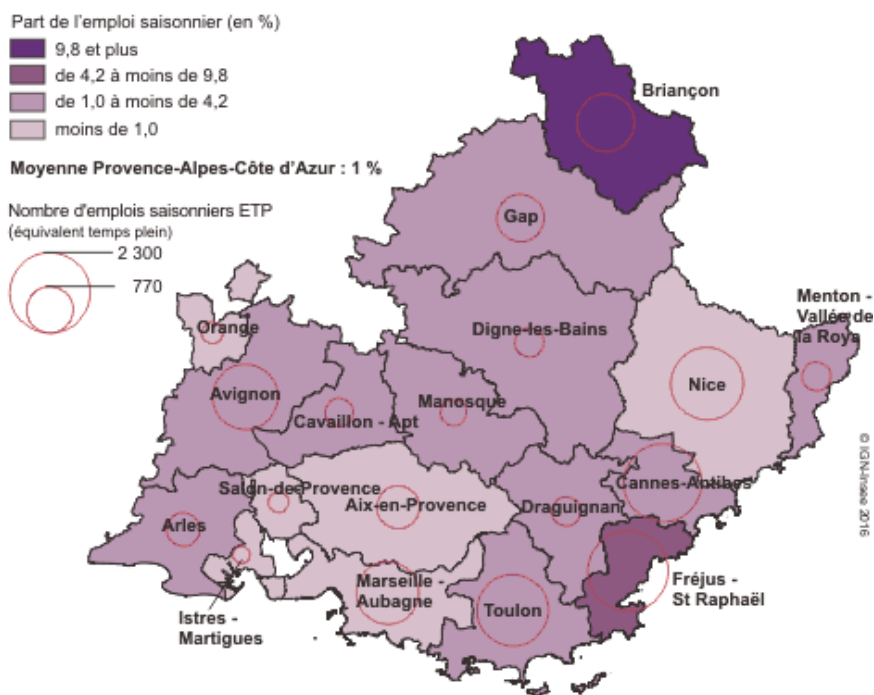 Part de l'emploi saisonnier (en %)
9,8 et plus
de 4,2 à moins de 9,8
de 1,0 à moins de 4,2
moins de 1,0
Moyenne Provence-Alpes-Côte d'Azur : 1 %
Nombre d'emplois saisonniers ETP
(équivalent temps plein)
2 300
770
Briançon
Gap
Orange
Digne-les-Bains
Menton -
Vallée de
la Roya
Avignon
Nice
Cavaillon - Apt
Manosque
Salon-de-Provence
Aix-en-Provence
Cannes-Antibes
Draguignan
Arles
Marseille -
Aubagne
Toulon
Fréjus -
St Raphaël
Istres -
Martigues
© IGN-Insee 2016